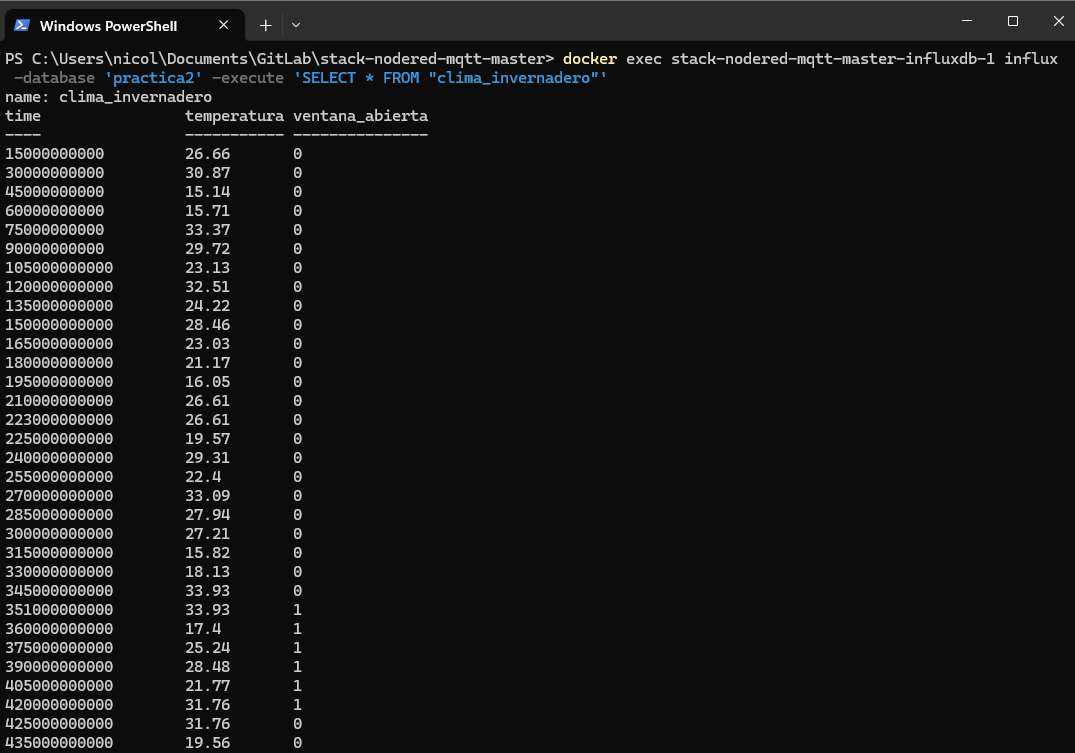 Windows PowerShell
PS C:\Users\nicol\Documents\GitLab\stack-nodered-mqtt-master> docker exec stack-nodered-mqtt-master-influxdb-1 influx
-database 'practica2' -execute 'SELECT * FROM "clima_invernadero"'
name: clima_invernadero
time temperatura ventana_abierta
---- ----------- ---------------
15000000000 26.66 0
30000000000 30.87 0
45000000000 15.14 0
60000000000 15.71 0
75000000000 33.37 0
90000000000 29.72 0
105000000000 23.13 0
120000000000 32.51 0
135000000000 24.22 0
150000000000 28.46 0
165000000000 23.03 0
180000000000 21.17 0
195000000000 16.05 0
210000000000 26.61 0
223000000000 26.61 0
225000000000 19.57 0
240000000000 29.31 0
255000000000 22.4 0
270000000000 33.09 0
285000000000 27.94 0
300000000000 27.21 0
315000000000 15.82 0
330000000000 18.13 0
345000000000 33.93 0
351000000000 33.93 1
360000000000 17.4 1
375000000000 25.24 1
390000000000 28.48 1
405000000000 21.77 1
420000000000 31.76 1
425000000000 31.76 0
435000000000 19.56 0